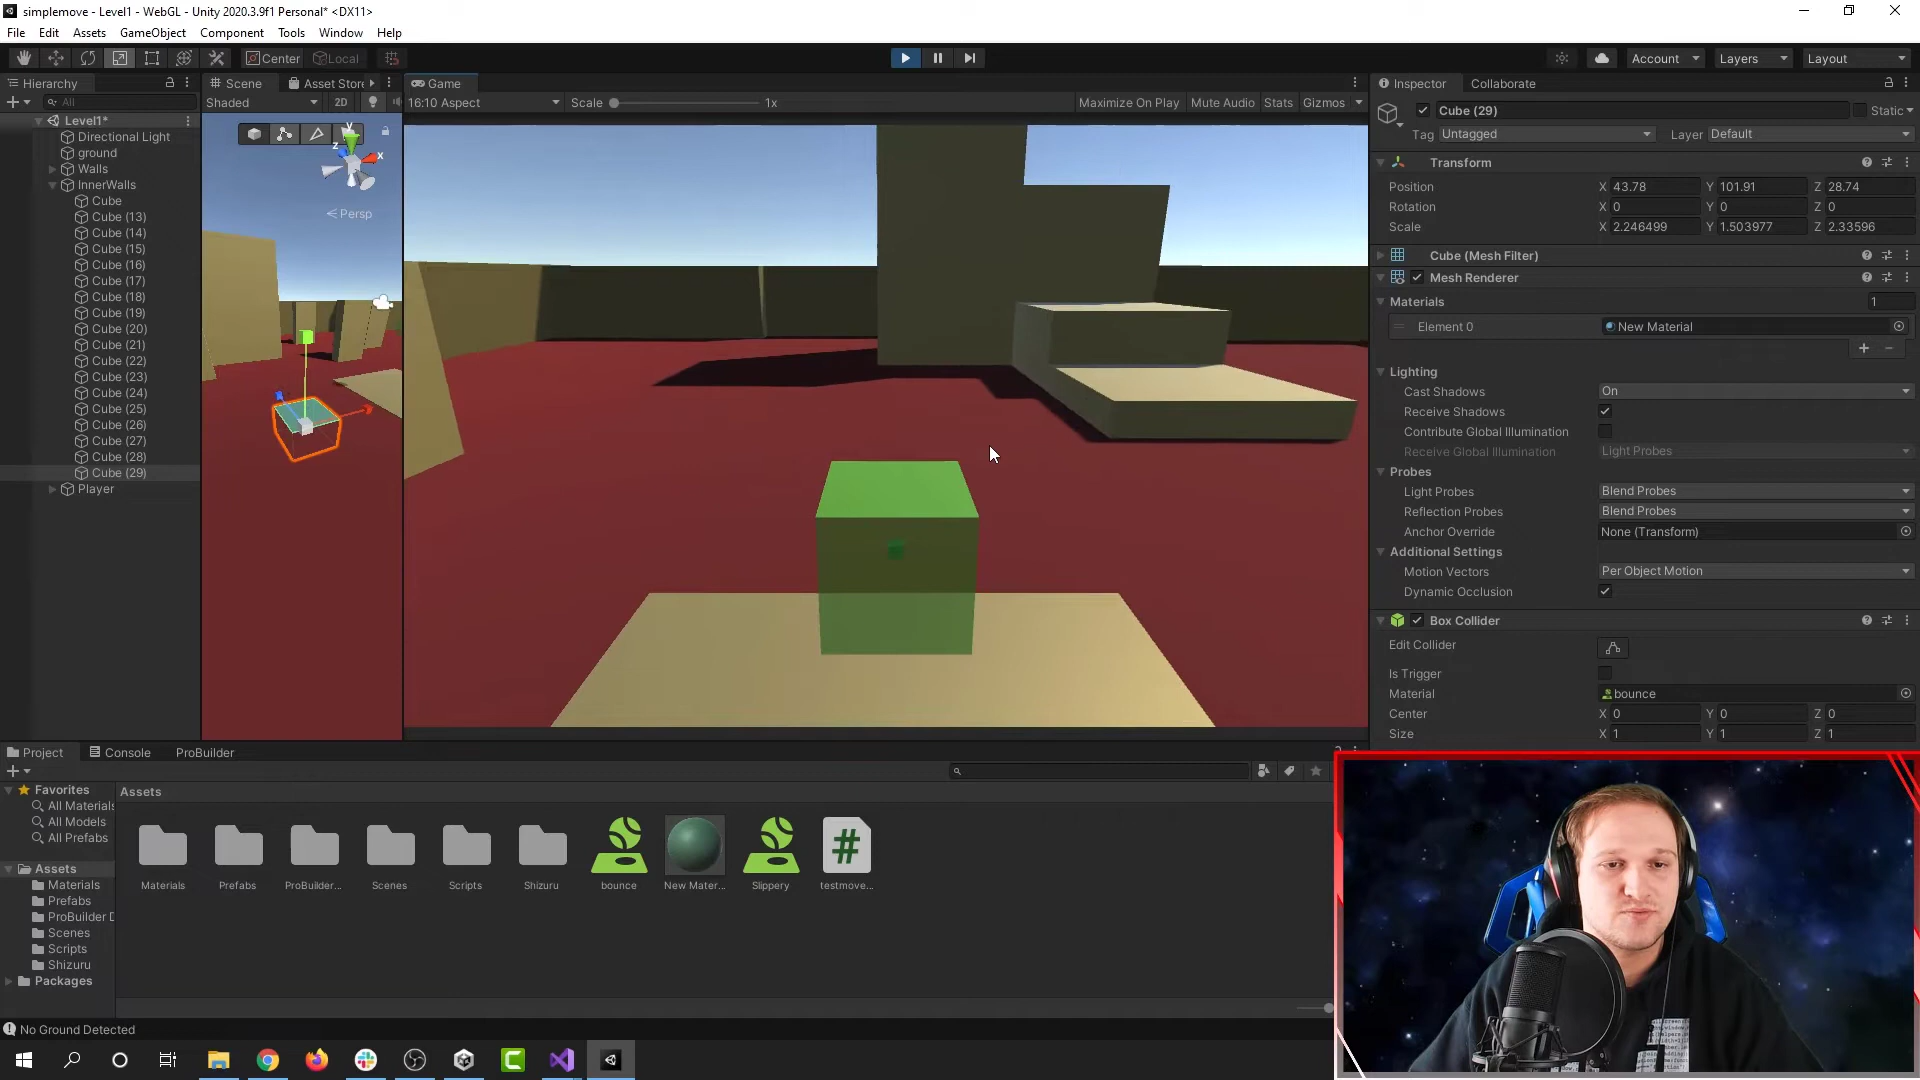 simplemove - Level1 - WebGL - Unity 2020.3.9f1 Personal* <DX11>
File Edit Assets GameObject Component Tools Window Help
Center Local
Account Layers Layout
Hierarchy
All
Level1*
Directional Light
ground
Walls
InnerWalls
Cube
Cube (13)
Cube (14)
Cube (15)
Cube (16)
Cube (17)
Cube (18)
Cube (19)
Cube (20)
Cube (21)
Cube (22)
Cube (23)
Cube (24)
Cube (25)
Cube (26)
Cube (27)
Cube (28)
Cube (29)
Player
Scene Asset Store
Shaded 2D
y
z x
Persp
Game
16:10 Aspect Scale 1x Maximize On Play Mute Audio Stats Gizmos
Inspector Collaborate
Cube (29) Static
Tag Untagged Layer Default
Transform
Position X 43.78 Y 101.91 Z 28.74
Rotation X 0 Y 0 Z 0
Scale X 2.246499 Y 1.503977 Z 2.33596
Cube (Mesh Filter)
Mesh Renderer
Materials 1
Element 0 New Material
Lighting
Cast Shadows On
Receive Shadows
Contribute Global Illumination
Receive Global Illumination Light Probes
Probes
Light Probes Blend Probes
Reflection Probes Blend Probes
Anchor Override None (Transform)
Additional Settings
Motion Vectors Per Object Motion
Dynamic Occlusion
Box Collider
Edit Collider
Is Trigger
Material bounce
Center X 0 Y 0 Z 0
Size X 1 Y 1 Z 1
Project Console ProBuilder
Favorites
All Materials
All Models
All Prefabs
Assets
Materials
Prefabs
ProBuilder D
Scenes
Scripts
Shizuru
Packages
Assets
Materials Prefabs ProBuilder... Scenes Scripts Shizuru bounce New Mater... Slippery testmove...
No Ground Detected